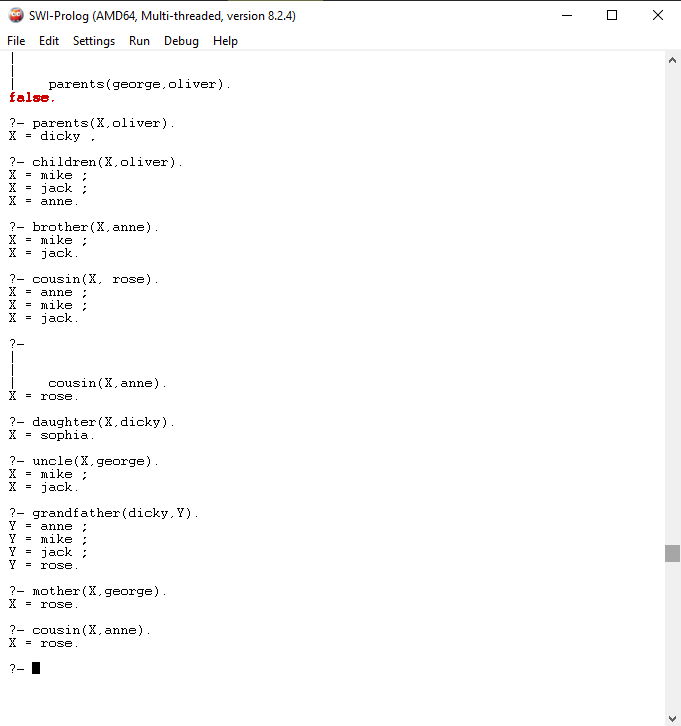 SWI-Prolog (AMD64, Multi-threaded, version 8.2.4)
File Edit Settings Run Debug Help
|
|
|    parents(george,oliver).
false.
?- parents(X,oliver).
X = dicky .
?- children(X,oliver).
X = mike ;
X = jack ;
X = anne.
?- brother(X,anne).
X = mike ;
X = jack.
?- cousin(X, rose).
X = anne ;
X = mike ;
X = jack.
?-
|
|
|    cousin(X,anne).
X = rose.
?- daughter(X,dicky).
X = sophia.
?- uncle(X,george).
X = mike ;
X = jack.
?- grandfather(dicky,Y).
Y = anne ;
Y = mike ;
Y = jack ;
Y = rose.
?- mother(X,george).
X = rose.
?- cousin(X,anne).
X = rose.
?-